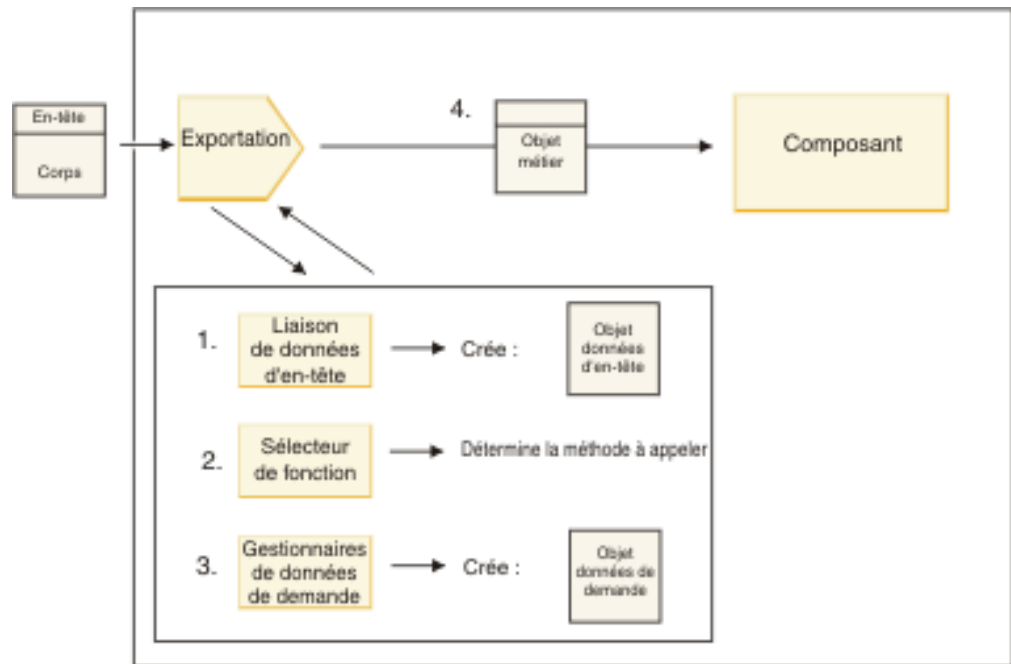 En-tête
Corps
Exportation
4.
Objet
métier
Composant
1.
Liaison
de données
d'en-tête
Crée :
Objet
données
d'en-tête
2.
Sélecteur
de fonction
Détermine la méthode à appeler
3.
Gestionnaires
de données
de demande
Crée :
Objet
données de
demande